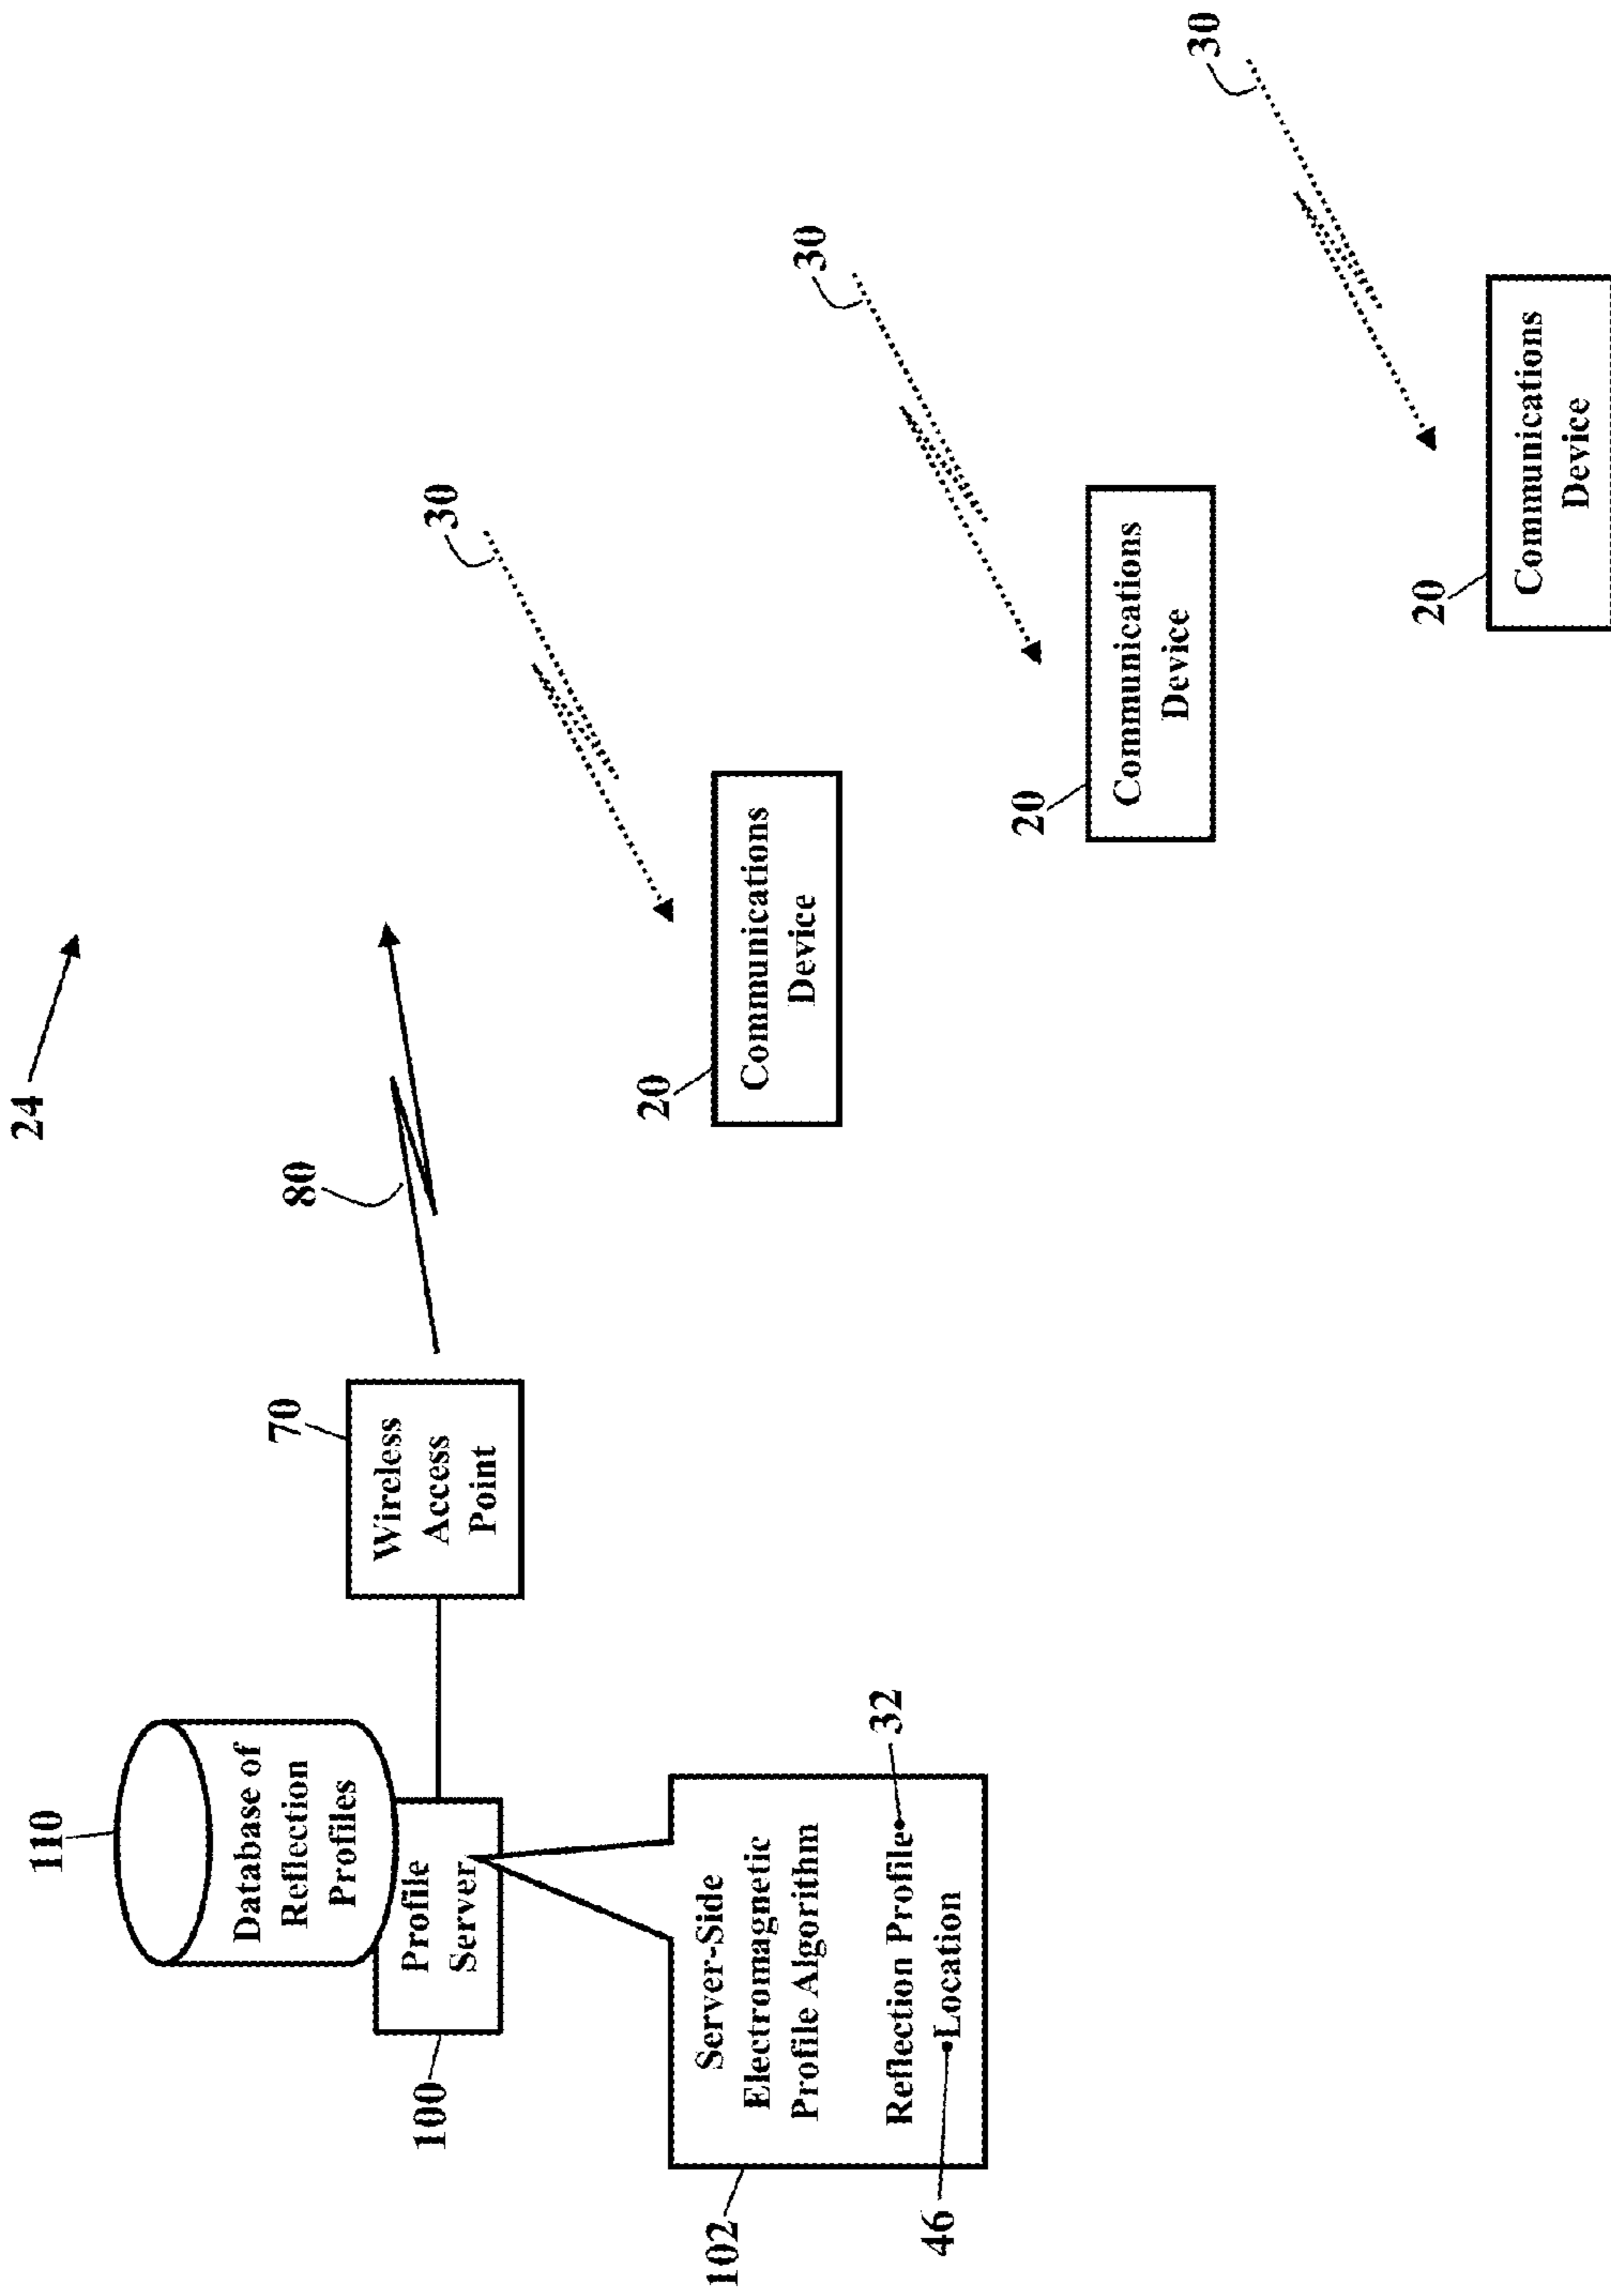 24
110
Database of
Reflection
Profiles
70
80
Wireless
Access
Point
100
Profile
Server
30
102
Server-Side
Electromagnetic
Profile Algorithm
Reflection Profile
32
46
Location
20
Communications
Device
30
20
Communications
Device
30
20
Communications
Device